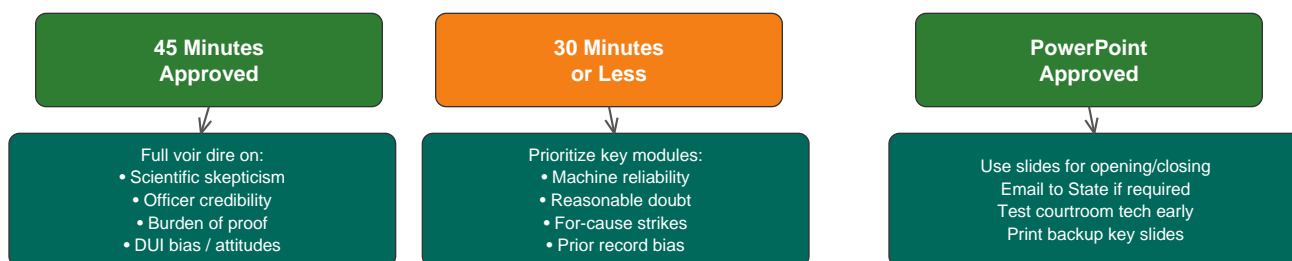 45 Minutes
Approved
30 Minutes
or Less
PowerPoint
Approved
Full voir dire on:
• Scientific skepticism
• Officer credibility
• Burden of proof
• DUI bias / attitudes
Prioritize key modules:
• Machine reliability
• Reasonable doubt
• For-cause strikes
• Prior record bias
Use slides for opening/closing
Email to State if required
Test courtroom tech early
Print backup key slides